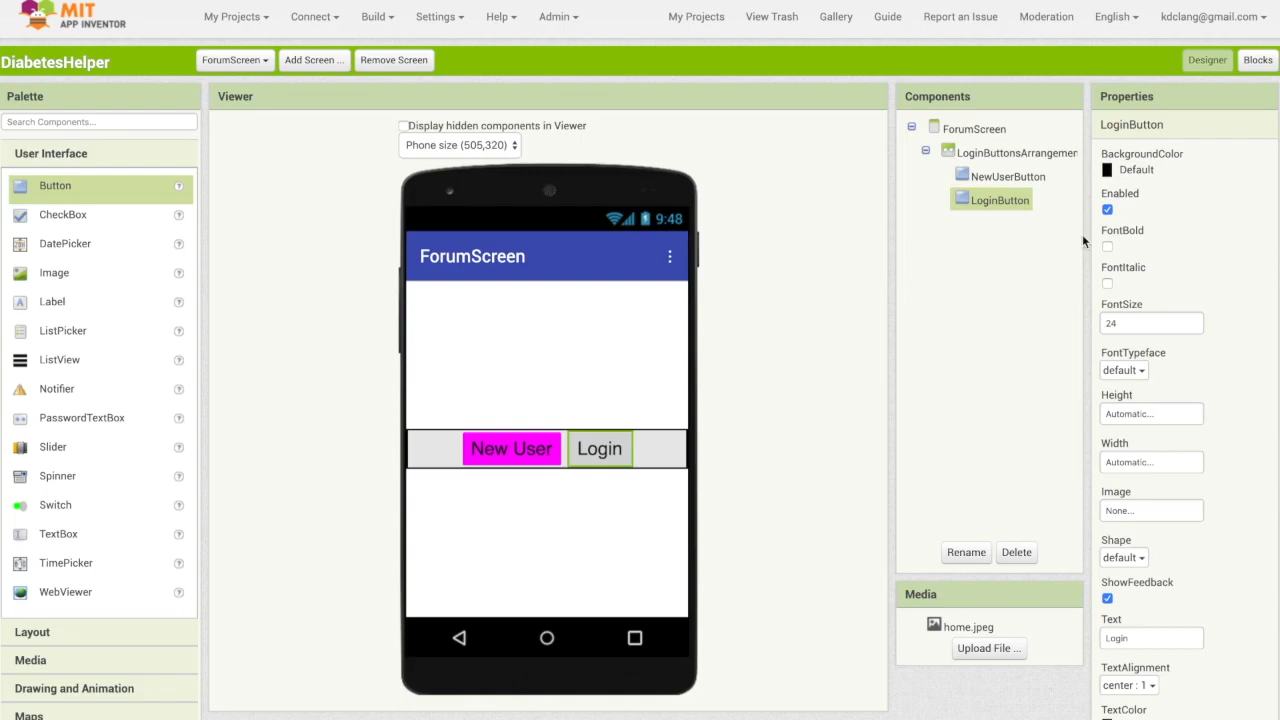 MIT
APP INVENTOR
My Projects Connect Build Settings Help Admin My Projects View Trash Gallery Guide Report an Issue Moderation English kdclang@gmail.com
DiabetesHelper ForumScreen Add Screen ... Remove Screen Designer Blocks
Palette
Search Components...
User Interface
Button ?
CheckBox ?
DatePicker ?
Image ?
Label ?
ListPicker ?
ListView ?
Notifier ?
PasswordTextBox ?
Slider ?
Spinner ?
Switch ?
TextBox ?
TimePicker ?
WebViewer ?
Layout
Media
Drawing and Animation
Maps
Viewer
Display hidden components in Viewer
Phone size (505,320)
9:48
ForumScreen
New User Login
Components
ForumScreen
LoginButtonsArrangemen
NewUserButton
LoginButton
Rename Delete
Media
home.jpeg
Upload File ...
Properties
LoginButton
BackgroundColor
Default
Enabled
FontBold
FontItalic
FontSize
24
FontTypeface
default
Height
Automatic...
Width
Automatic...
Image
None...
Shape
default
ShowFeedback
Text
Login
TextAlignment
center : 1
TextColor